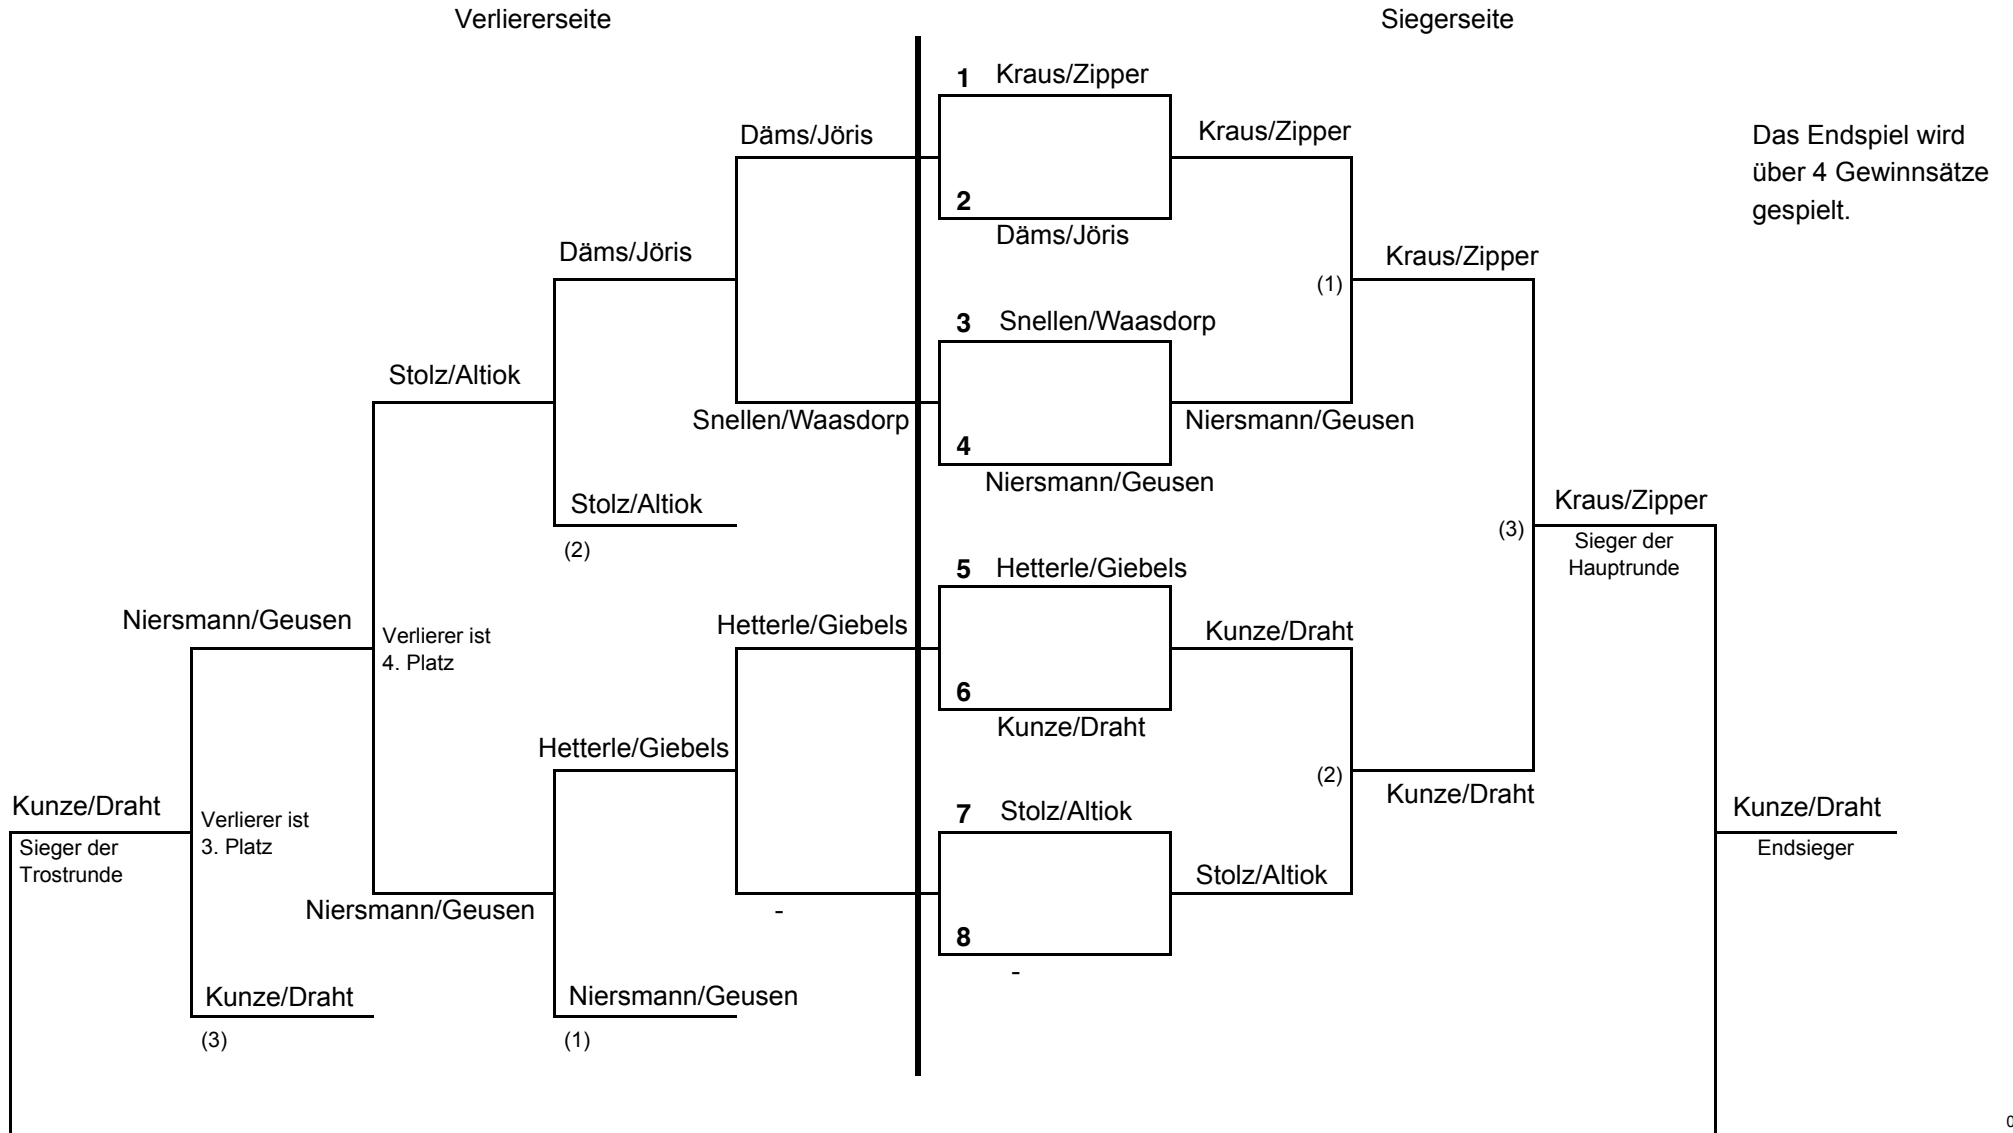 Verliererseite
Siegerseite
1 Kraus/Zipper
Däms/Jöris
Kraus/Zipper
Das Endspiel wird
über 4 Gewinnsätze
gespielt.
2
Däms/Jöris
Däms/Jöris
Kraus/Zipper
(1)
3 Snellen/Waasdorp
Stolz/Altiok
Snellen/Waasdorp
Niersmann/Geusen
4
Niersmann/Geusen
Stolz/Altiok
(2)
Kraus/Zipper
(3)
Sieger der
Hauptrunde
5 Hetterle/Giebels
Niersmann/Geusen
Verlierer ist
4. Platz
Hetterle/Giebels
Kunze/Draht
6
Kunze/Draht
Hetterle/Giebels
(2)
Kunze/Draht
Kunze/Draht
Sieger der
Trostrunde
Verlierer ist
3. Platz
7 Stolz/Altiok
Kunze/Draht
Endsieger
Stolz/Altiok
Niersmann/Geusen
-
8
-
Kunze/Draht
(3)
Niersmann/Geusen
(1)